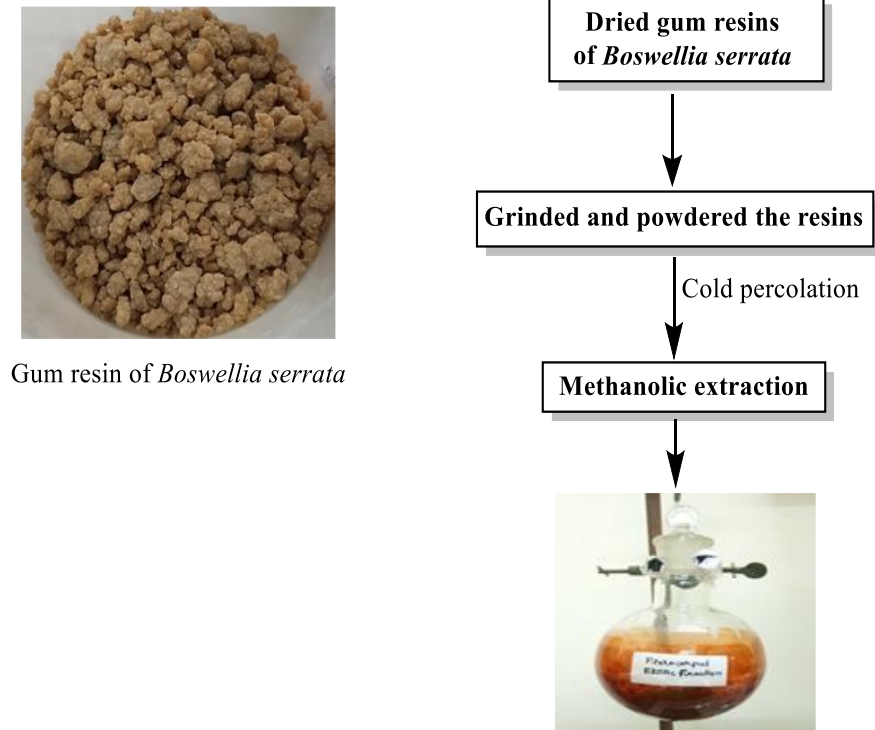 Dried gum resins
of Boswellia serrata
Grinded and powdered the resins
Cold percolation
Gum resin of Boswellia serrata
Methanolic extraction